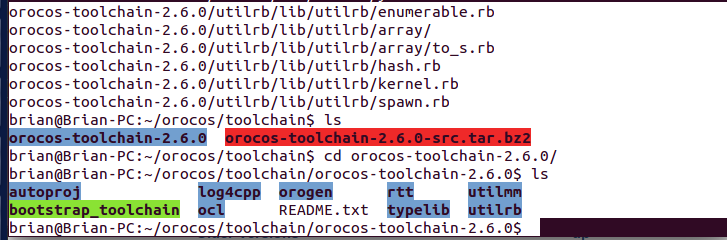 orocos-toolchain-2.6.0/utilrb/lib/utilrb/enumerable.rb
orocos-toolchain-2.6.0/utilrb/lib/utilrb/array/
orocos-toolchain-2.6.0/utilrb/lib/utilrb/array/to_s.rb
orocos-toolchain-2.6.0/utilrb/lib/utilrb/hash.rb
orocos-toolchain-2.6.0/utilrb/lib/utilrb/kernel.rb
orocos-toolchain-2.6.0/utilrb/lib/utilrb/spawn.rb
brian@Brian-PC:~/orocos/toolchain$ ls
orocos-toolchain-2.6.0 orocos-toolchain-2.6.0-src.tar.bz2
brian@Brian-PC:~/orocos/toolchain$ cd orocos-toolchain-2.6.0/
brian@Brian-PC:~/orocos/toolchain/orocos-toolchain-2.6.0$ ls
autoproj log4cpp orogen rtt utilmm
bootstrap_toolchain ocl README.txt typelib utilrb
brian@Brian-PC:~/orocos/toolchain/orocos-toolchain-2.6.0$